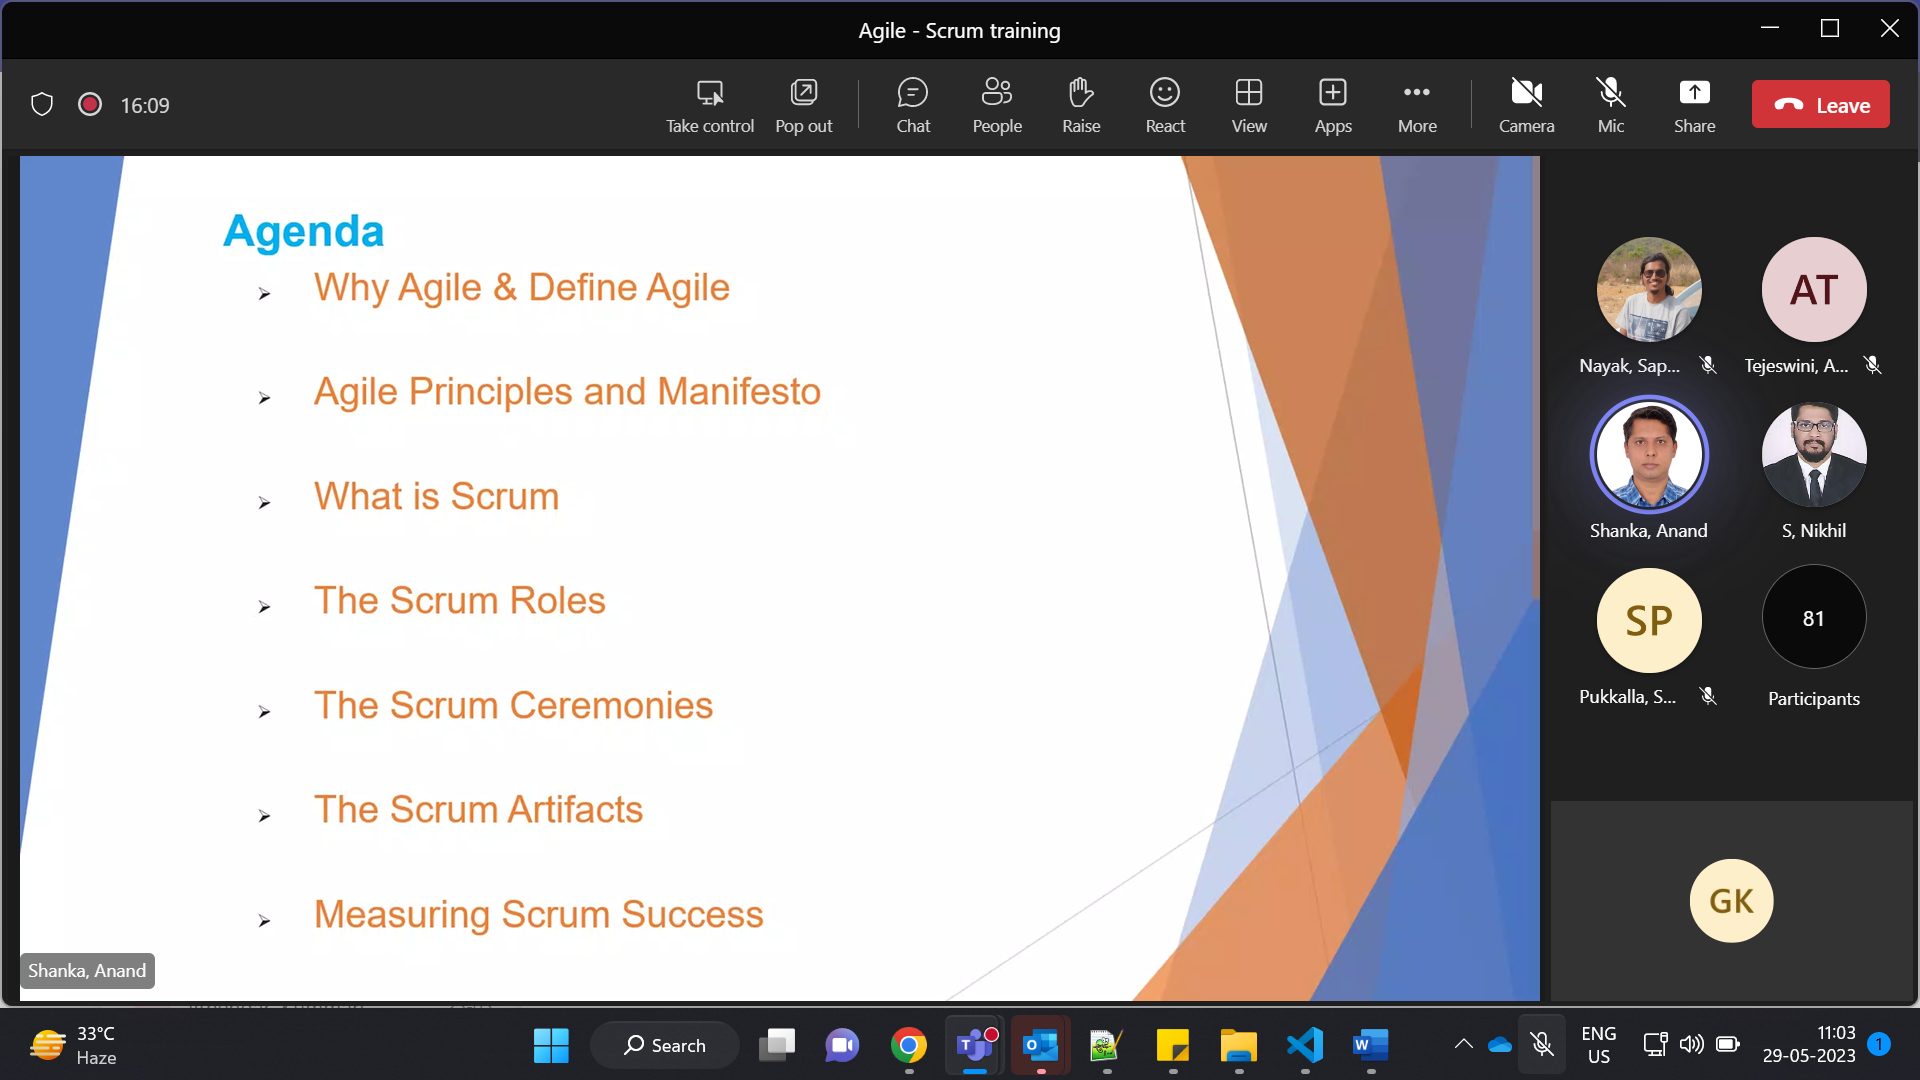 Agile - Scrum training
16:09
Take control
Pop out
Chat
People
Raise
React
View
Apps
More
Camera
Mic
Share
Leave
Agenda
Why Agile & Define Agile
Agile Principles and Manifesto
What is Scrum
The Scrum Roles
The Scrum Ceremonies
The Scrum Artifacts
Measuring Scrum Success
Shanka, Anand
AT
Nayak, Sap...
Tejeswini, A...
Shanka, Anand
S, Nikhil
SP
81
Pukkalla, S...
Participants
GK
33°C
Haze
Search
ENG
US
11:03
29-05-2023
1